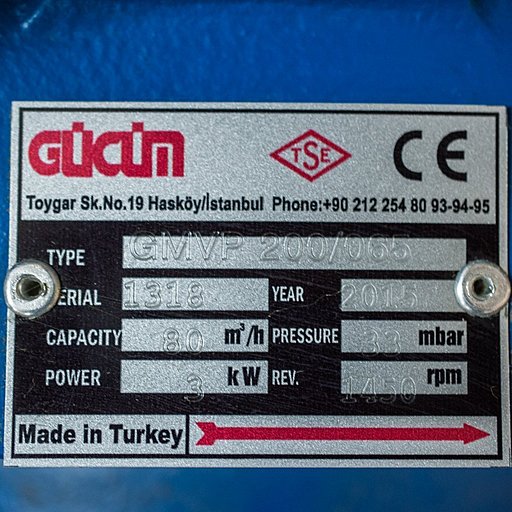 GÜÇLÜM TSE CE
Toygar Sk.No.19 Hasköy/İstanbul Phone:+90 212 254 80 93-94-95
TYPE GMVP 200/065
SERIAL 1318 YEAR 2015
CAPACITY 80 m³/h PRESSURE 33 mbar
POWER 3 kW REV. 1450 rpm
Made in Turkey